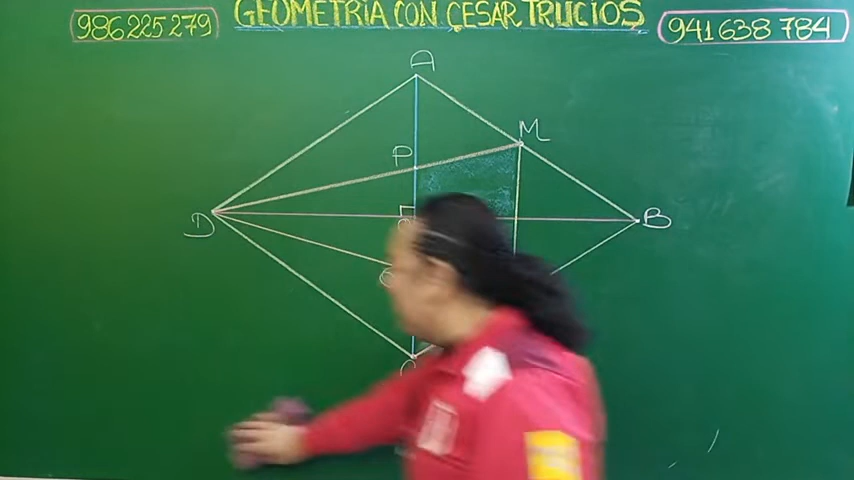 986225279
GEOMETRIA CON CESAR TRUCIOS
941638784
A
M
P
D
B